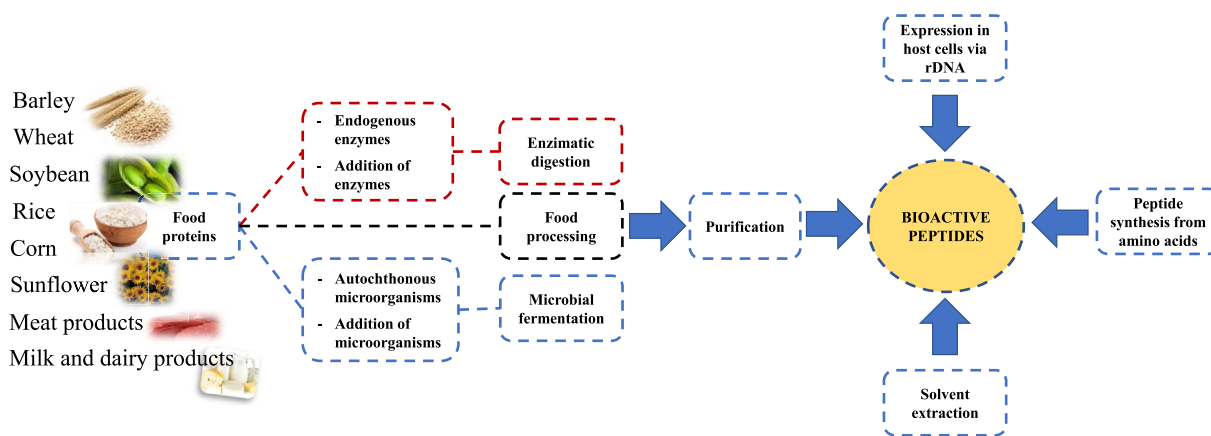 Barley
Wheat
Soybean
Rice
Corn
Sunflower
Meat products
Milk and dairy products
Food
proteins
- Endogenous
enzymes
- Addition of
enzymes
Enzimatic
digestion
Food
processing
- Autochthonous
microorganisms
- Addition of
microorganisms
Microbial
fermentation
Purification
Expression in
host cells via
rDNA
BIOACTIVE
PEPTIDES
Peptide
synthesis from
amino acids
Solvent
extraction